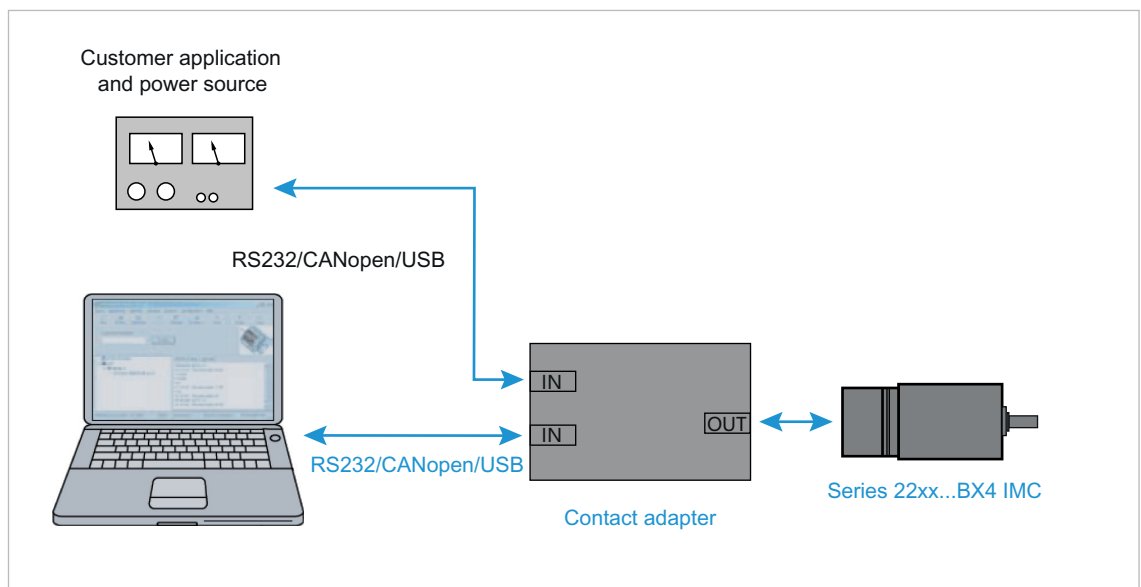 Customer application
and power source
RS232/CANopen/USB
IN
IN
OUT
RS232/CANopen/USB
Series 22xx...BX4 IMC
Contact adapter